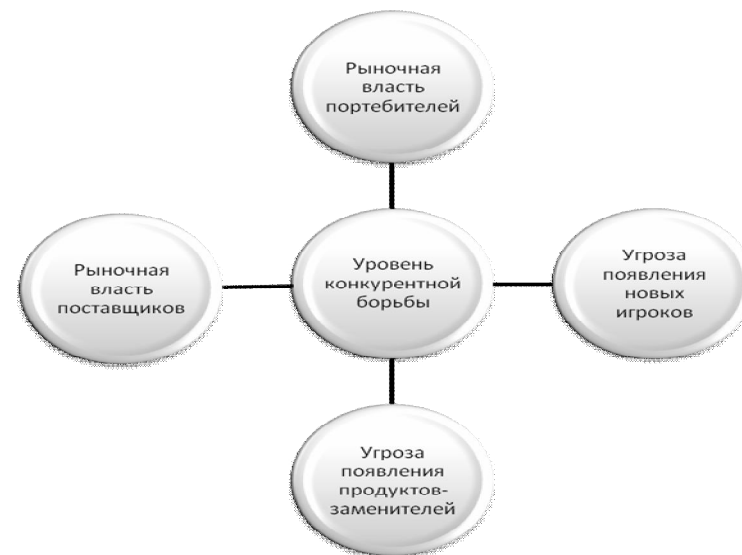 Рыночная
власть
портебителей
Рыночная
власть
поставщиков
Уровень
конкурентной
борьбы
Угроза
появления
новых
игроков
Угроза
появления
продуктов-
заменителей